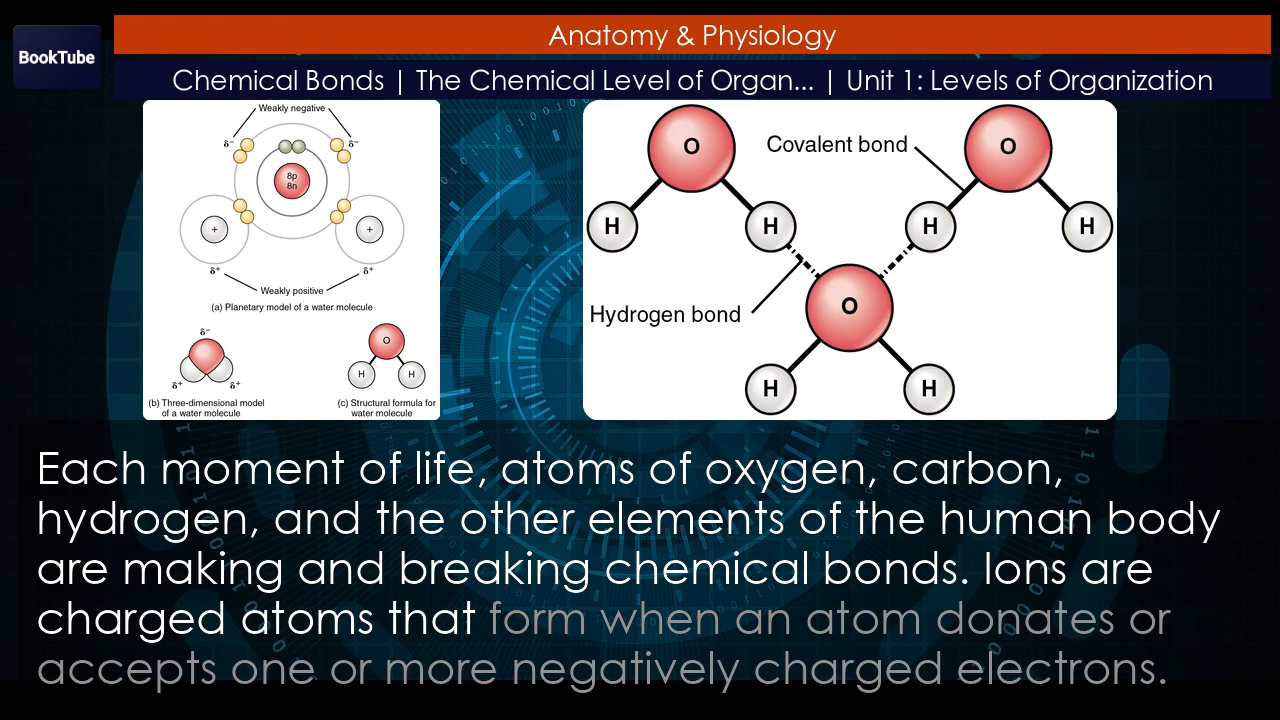 BookTube
Anatomy & Physiology
Chemical Bonds | The Chemical Level of Organ... | Unit 1: Levels of Organization
Weakly negative
δ⁻ δ⁻
8p
8n
+ +
δ⁺ δ⁺
Weakly positive
(a) Planetary model of a water molecule
δ⁻
δ⁺ δ⁺
(b) Three-dimensional model
of a water molecule
O
H H
(c) Structural formula for
water molecule
O Covalent bond O
H H H H
Hydrogen bond O
H H
Each moment of life, atoms of oxygen, carbon,
hydrogen, and the other elements of the human body
are making and breaking chemical bonds. Ions are
charged atoms that form when an atom donates or
accepts one or more negatively charged electrons.